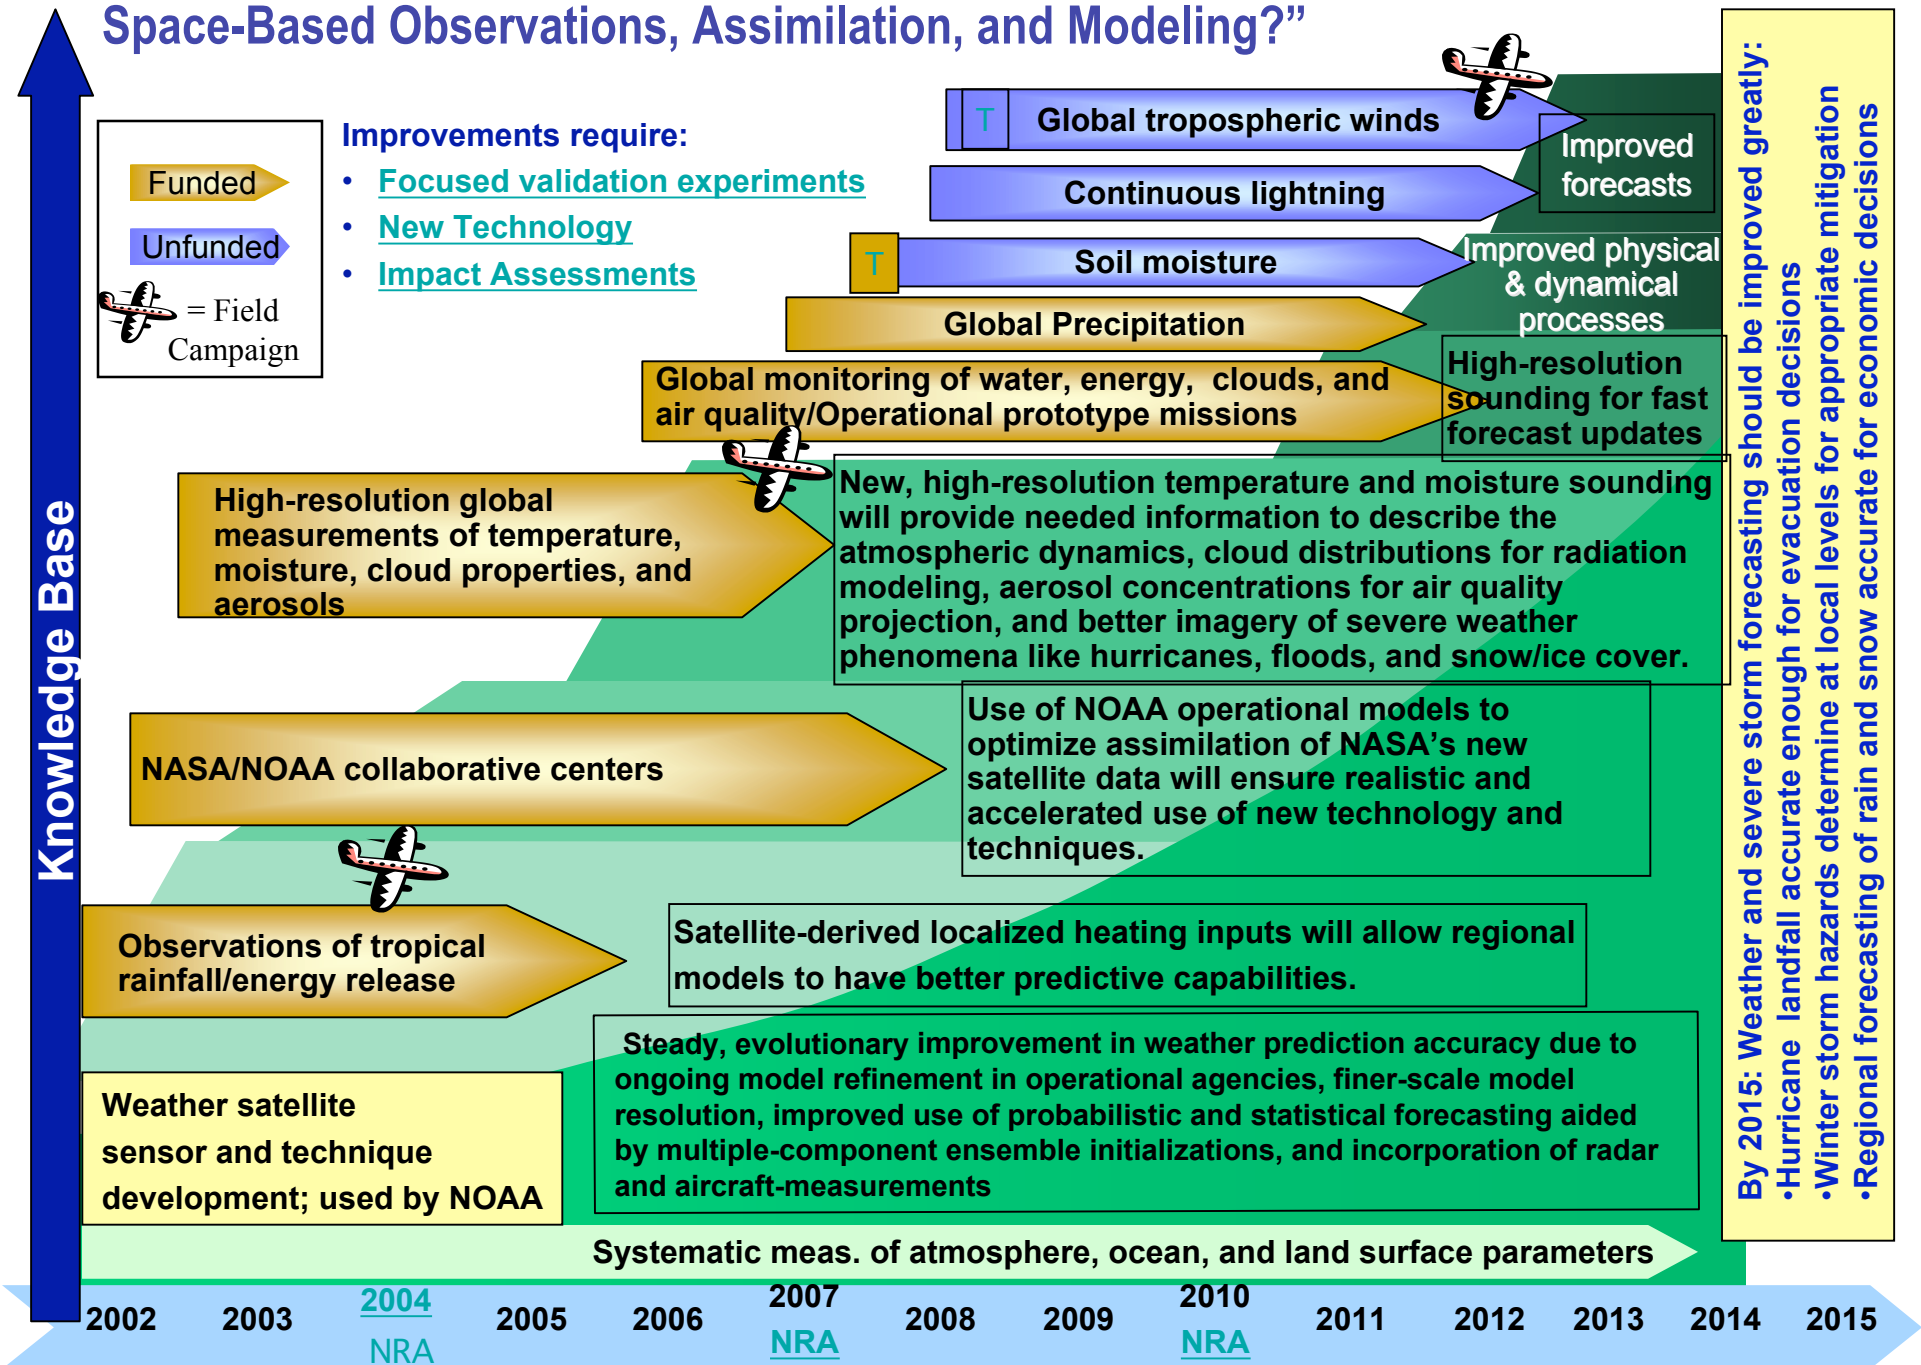 Space-Based Observations, Assimilation, and Modeling?”
Funded
Unfunded
= Field
Campaign
Improvements require:
• Focused validation experiments
• New Technology
• Impact Assessments
T
Global tropospheric winds
Improved
forecasts
Continuous lightning
T
Soil moisture
Improved physical
& dynamical
processes
Global Precipitation
Global monitoring of water, energy, clouds, and
air quality/Operational prototype missions
High-resolution
sounding for fast
forecast updates
High-resolution global
measurements of temperature,
moisture, cloud properties, and
aerosols
New, high-resolution temperature and moisture sounding
will provide needed information to describe the
atmospheric dynamics, cloud distributions for radiation
modeling, aerosol concentrations for air quality
projection, and better imagery of severe weather
phenomena like hurricanes, floods, and snow/ice cover.
NASA/NOAA collaborative centers
Use of NOAA operational models to
optimize assimilation of NASA’s new
satellite data will ensure realistic and
accelerated use of new technology and
techniques.
Observations of tropical
rainfall/energy release
Satellite-derived localized heating inputs will allow regional
models to have better predictive capabilities.
Weather satellite
sensor and technique
development; used by NOAA
Steady, evolutionary improvement in weather prediction accuracy due to
ongoing model refinement in operational agencies, finer-scale model
resolution, improved use of probabilistic and statistical forecasting aided
by multiple-component ensemble initializations, and incorporation of radar
and aircraft-measurements
Systematic meas. of atmosphere, ocean, and land surface parameters
Knowledge Base
By 2015: Weather and severe storm forecasting should be improved greatly:
•Hurricane landfall accurate enough for evacuation decisions
•Winter storm hazards determine at local levels for appropriate mitigation
•Regional forecasting of rain and snow accurate for economic decisions
2002 2003 2004 2005 2006 2007 2008 2009 2010 2011 2012 2013 2014 2015
NRA NRA NRA